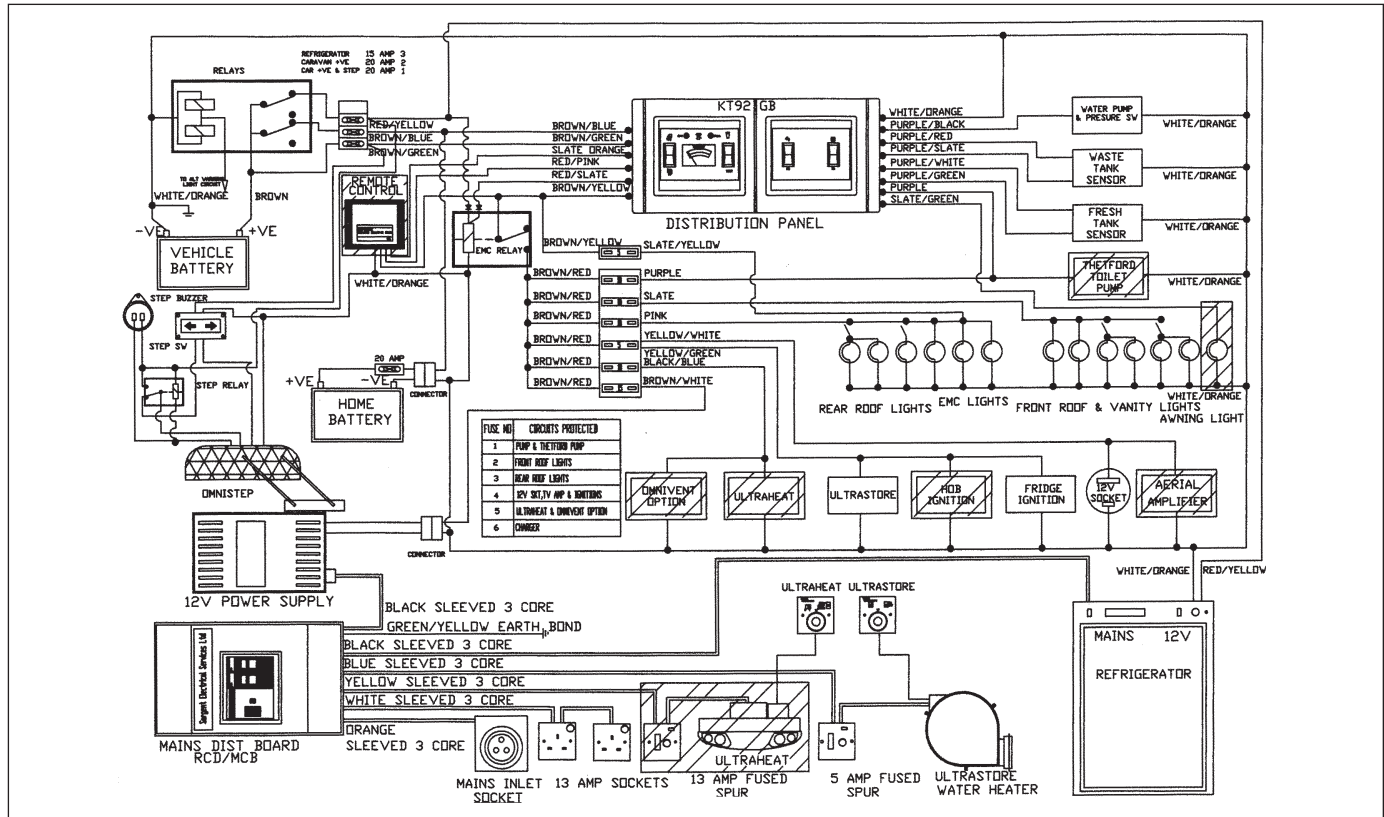 REFRIGERATOR 15 AMP 3
CARAVAN +VE 20 AMP 2
CAR +VE & STEP 20 AMP 1
RELAYS
RED/YELLOW
BROWN/BLUE
BROWN/GREEN
TO ALT WARNING
LIGHT CIRCUIT
WHITE/ORANGE
BROWN
-VE
+VE
VEHICLE
BATTERY
REMOTE
CONTROL
WHITE/ORANGE
EMC RELAY
BROWN/BLUE
BROWN/GREEN
SLATE ORANGE
RED/PINK
RED/SLATE
BROWN/YELLOW
KT92 GB
DISTRIBUTION PANEL
WHITE/ORANGE
PURPLE/BLACK
PURPLE/RED
PURPLE/SLATE
PURPLE/WHITE
PURPLE/GREEN
PURPLE
SLATE/GREEN
WATER PUMP
& PRESURE SW
WHITE/ORANGE
WASTE
TANK
SENSOR
WHITE/ORANGE
FRESH
TANK
SENSOR
WHITE/ORANGE
THETFORD
TOILET
PUMP
WHITE/ORANGE
BROWN/YELLOW
SLATE/YELLOW
BROWN/RED
PURPLE
BROWN/RED
SLATE
BROWN/RED
PINK
BROWN/RED
YELLOW/WHITE
YELLOW/GREEN
BROWN/RED
BLACK/BLUE
BROWN/RED
BROWN/WHITE
STEP BUZZER
STEP SW
STEP RELAY
OMNISTEP
20 AMP
+VE
-VE
HOME
BATTERY
CONNECTOR
REAR ROOF LIGHTS
EMC LIGHTS
FRONT ROOF & VANITY LIGHTS
WHITE/ORANGE
AWNING LIGHT
FUSE NO CIRCUITS PROTECTED
1 PUMP & THETFORD PUMP
2 FRONT ROOF LIGHTS
3 REAR ROOF LIGHTS
4 12V SKT,TV AMP & IGNITIONS
5 ULTRAHEAT & OMNIVENT OPTION
6 CHARGER
OMNIVENT
OPTION
ULTRAHEAT
ULTRASTORE
HOB
IGNITION
FRIDGE
IGNITION
12V
SOCKET
AERIAL
AMPLIFIER
CONNECTOR
12V POWER SUPPLY
WHITE/ORANGE
RED/YELLOW
BLACK SLEEVED 3 CORE
GREEN/YELLOW EARTH BOND
BLACK SLEEVED 3 CORE
BLUE SLEEVED 3 CORE
YELLOW SLEEVED 3 CORE
WHITE SLEEVED 3 CORE
ORANGE
SLEEVED 3 CORE
Sargent Electrical Services Ltd
MAINS DIST BOARD
RCD/MCB
MAINS INLET
SOCKET
13 AMP SOCKETS
ULTRAHEAT
13 AMP FUSED
SPUR
5 AMP FUSED
SPUR
ULTRAHEAT
ULTRASTORE
ULTRASTORE
WATER HEATER
MAINS
12V
REFRIGERATOR